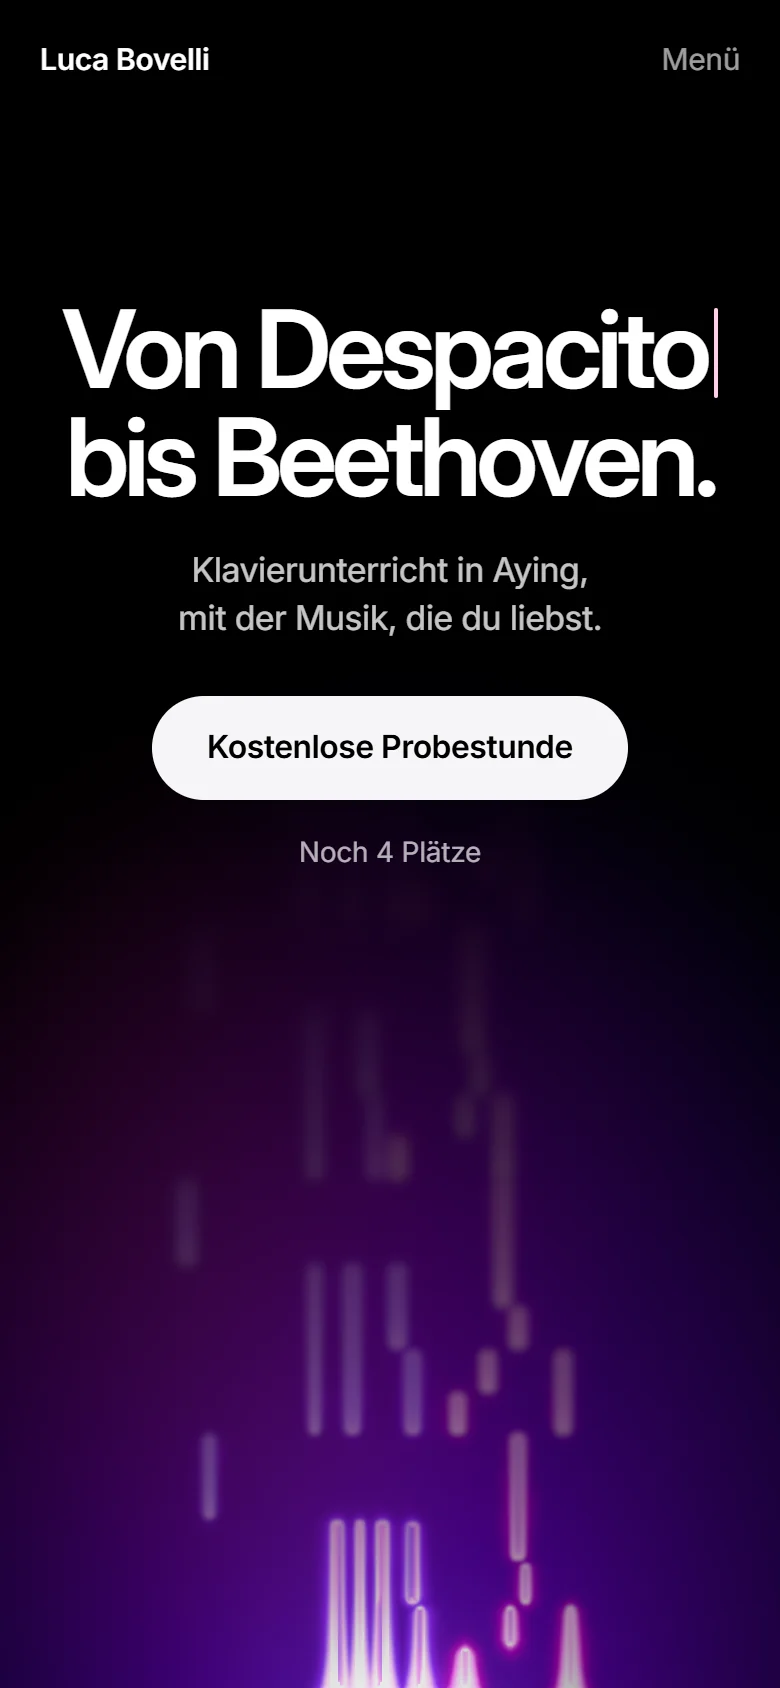 Luca Bovelli
Menü
Von Despacito
bis Beethoven.
Klavierunterricht in Aying,
mit der Musik, die du liebst.
Kostenlose Probestunde
Noch 4 Plätze